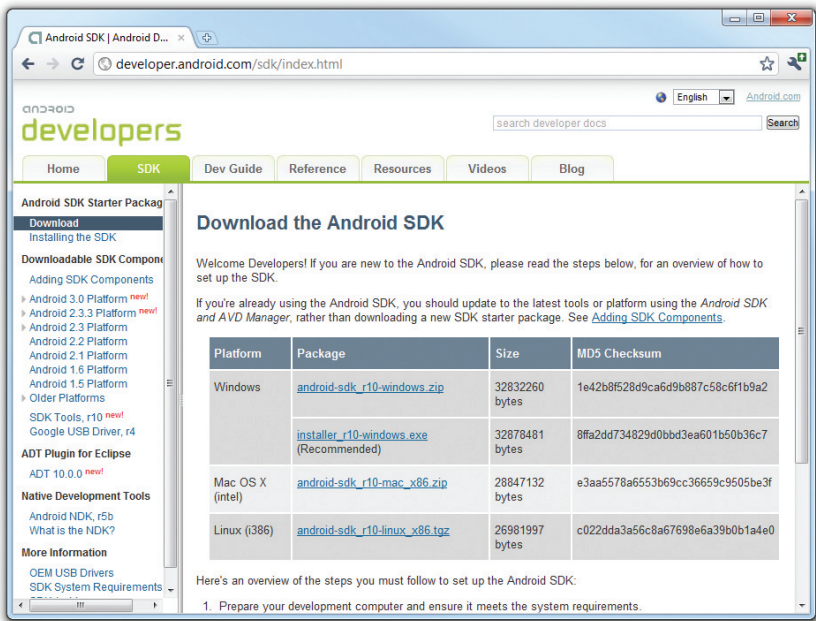 Android SDK | Android D...
developer.android.com/sdk/index.html
English
Android.com
android
developers
search developer docs
Search
Home
SDK
Dev Guide
Reference
Resources
Videos
Blog
Android SDK Starter Packag
Download
Installing the SDK
Downloadable SDK Compone
Adding SDK Components
Android 3.0 Platform new!
Android 2.3.3 Platform new!
Android 2.3 Platform
Android 2.2 Platform
Android 2.1 Platform
Android 1.6 Platform
Android 1.5 Platform
Older Platforms
SDK Tools, r10 new!
Google USB Driver, r4
ADT Plugin for Eclipse
ADT 10.0.0 new!
Native Development Tools
Android NDK, r5b
What is the NDK?
More Information
OEM USB Drivers
SDK System Requirements
Download the Android SDK
Welcome Developers! If you are new to the Android SDK, please read the steps below, for an overview of how to
set up the SDK.
If you're already using the Android SDK, you should update to the latest tools or platform using the Android SDK
and AVD Manager, rather than downloading a new SDK starter package. See Adding SDK Components.
Platform Package Size MD5 Checksum
Windows android-sdk_r10-windows.zip 32832260 1e42b8f528d9ca6d9b887c58c6f1b9a2
bytes
installer_r10-windows.exe 32878481 8ffa2dd734829d0bbd3ea601b50b36c7
(Recommended) bytes
Mac OS X android-sdk_r10-mac_x86.zip 28847132 e3aa5578a6553b69cc36659c9505be3f
(intel) bytes
Linux (i386) android-sdk_r10-linux_x86.tgz 26981997 c022dda3a56c8a67698e6a39b0b1a4e0
bytes
Here's an overview of the steps you must follow to set up the Android SDK:
1. Prepare your development computer and ensure it meets the system requirements.